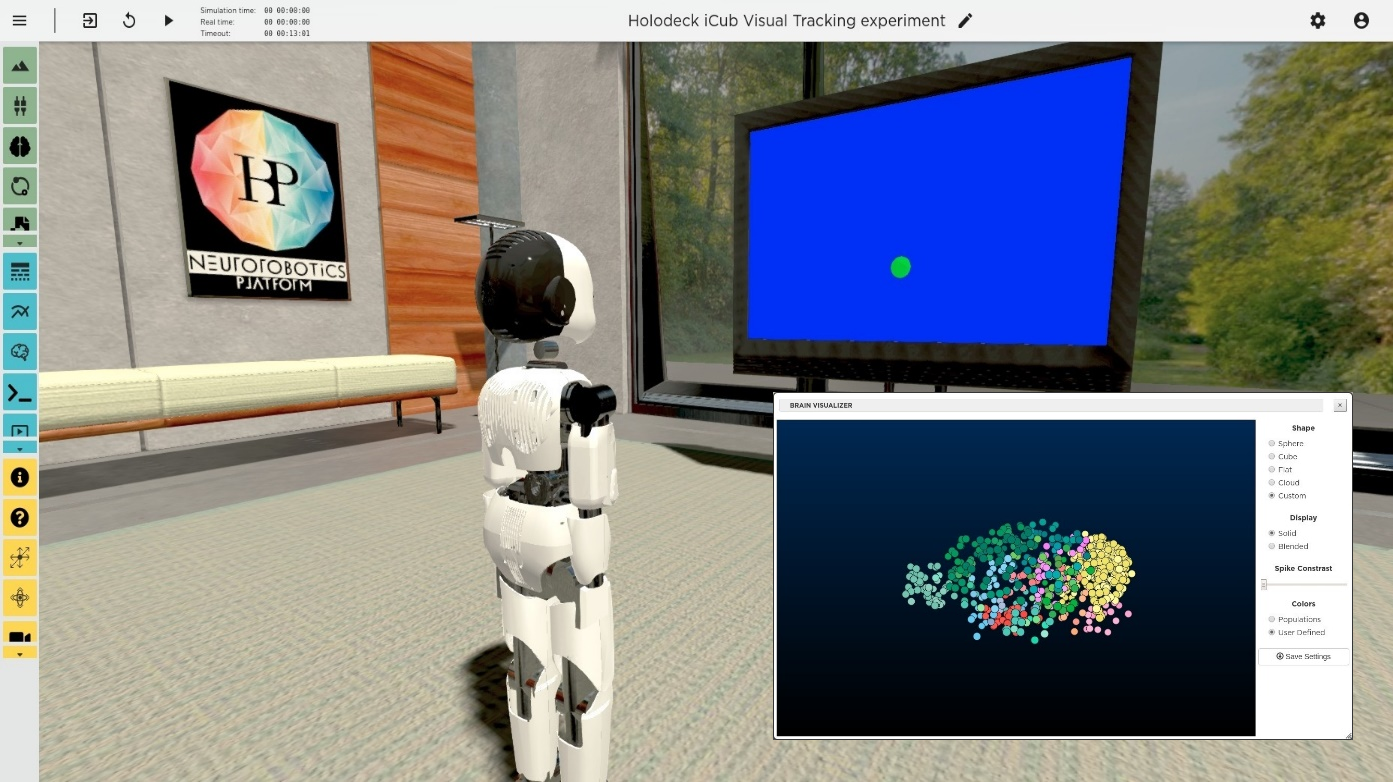 Simulation time: 00 00:00:00
Real time: 00 00:00:00
Timeout: 00 00:13:01
Holodeck iCub Visual Tracking experiment
HBP
NEUROROBOTICS
PLATFORM
BRAIN VISUALIZER
Shape
Sphere
Cube
Flat
Cloud
Custom
Display
Solid
Blended
Spike Constrast
Colors
Populations
User Defined
Save Settings